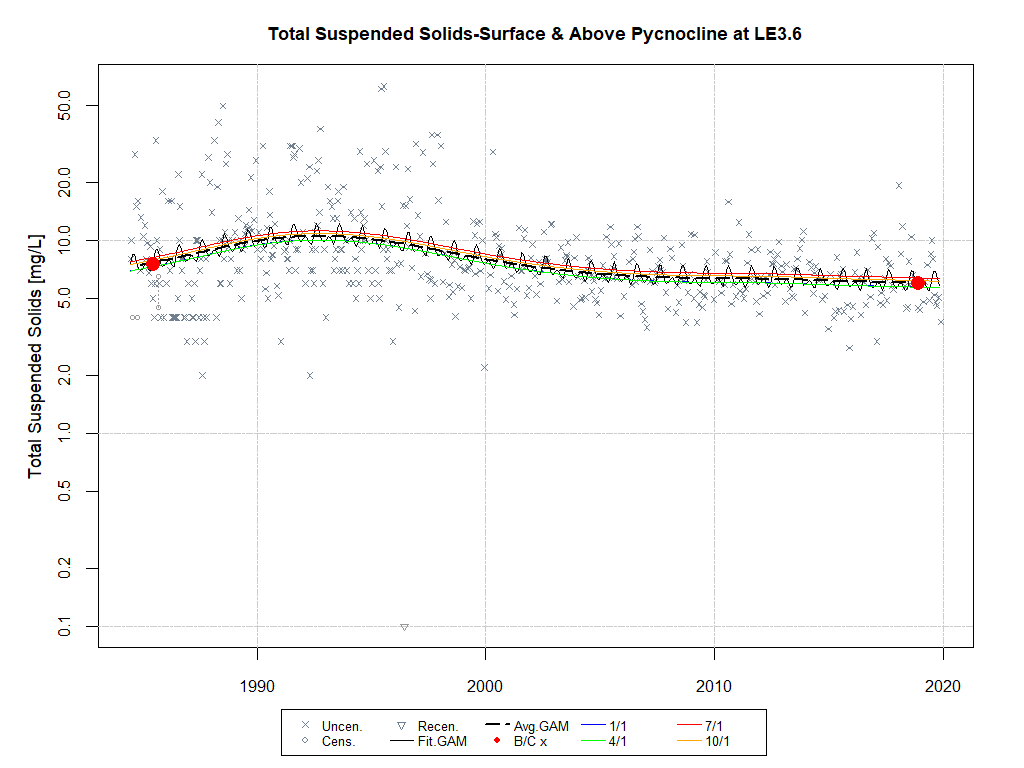 Total Suspended Solids-Surface & Above Pycnocline at LE3.6
Total Suspended Solids [mg/L]
50.0
20.0
10.0
5.0
2.0
1.0
0.5
0.2
0.1
1990 2000 2010 2020
Uncen. Recen. Avg.GAM 1/1 7/1
Cens. Fit.GAM B/C x 4/1 10/1